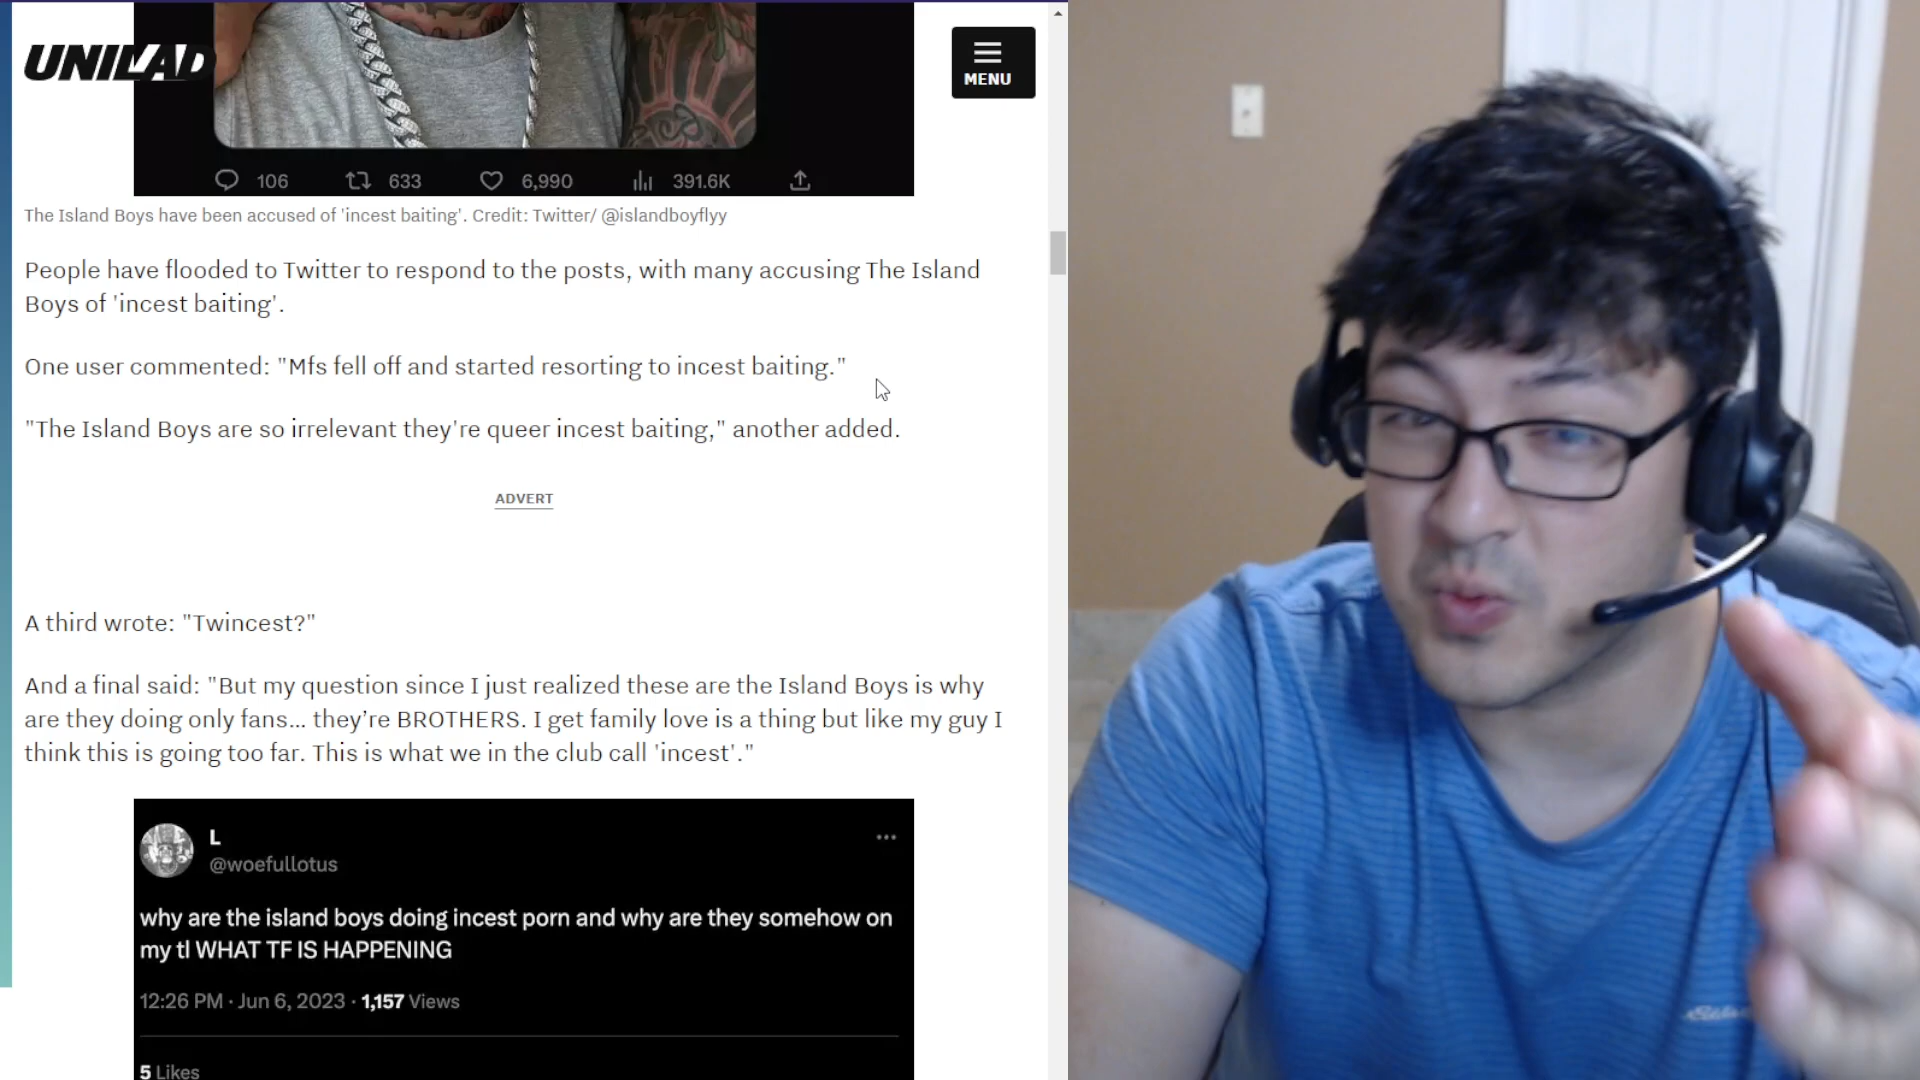 UNILAD
MENU
106 633 6,990 391.6K
The Island Boys have been accused of 'incest baiting'. Credit: Twitter/ @islandboyflyy
People have flooded to Twitter to respond to the posts, with many accusing The Island
Boys of 'incest baiting'.
One user commented: "Mfs fell off and started resorting to incest baiting."
"The Island Boys are so irrelevant they're queer incest baiting," another added.
ADVERT
A third wrote: "Twincest?"
And a final said: "But my question since I just realized these are the Island Boys is why
are they doing only fans... they’re BROTHERS. I get family love is a thing but like my guy I
think this is going too far. This is what we in the club call 'incest'."
L
@woefullotus
why are the island boys doing incest porn and why are they somehow on
my tl WHAT TF IS HAPPENING
12:26 PM · Jun 6, 2023 · 1,157 Views
5 Likes